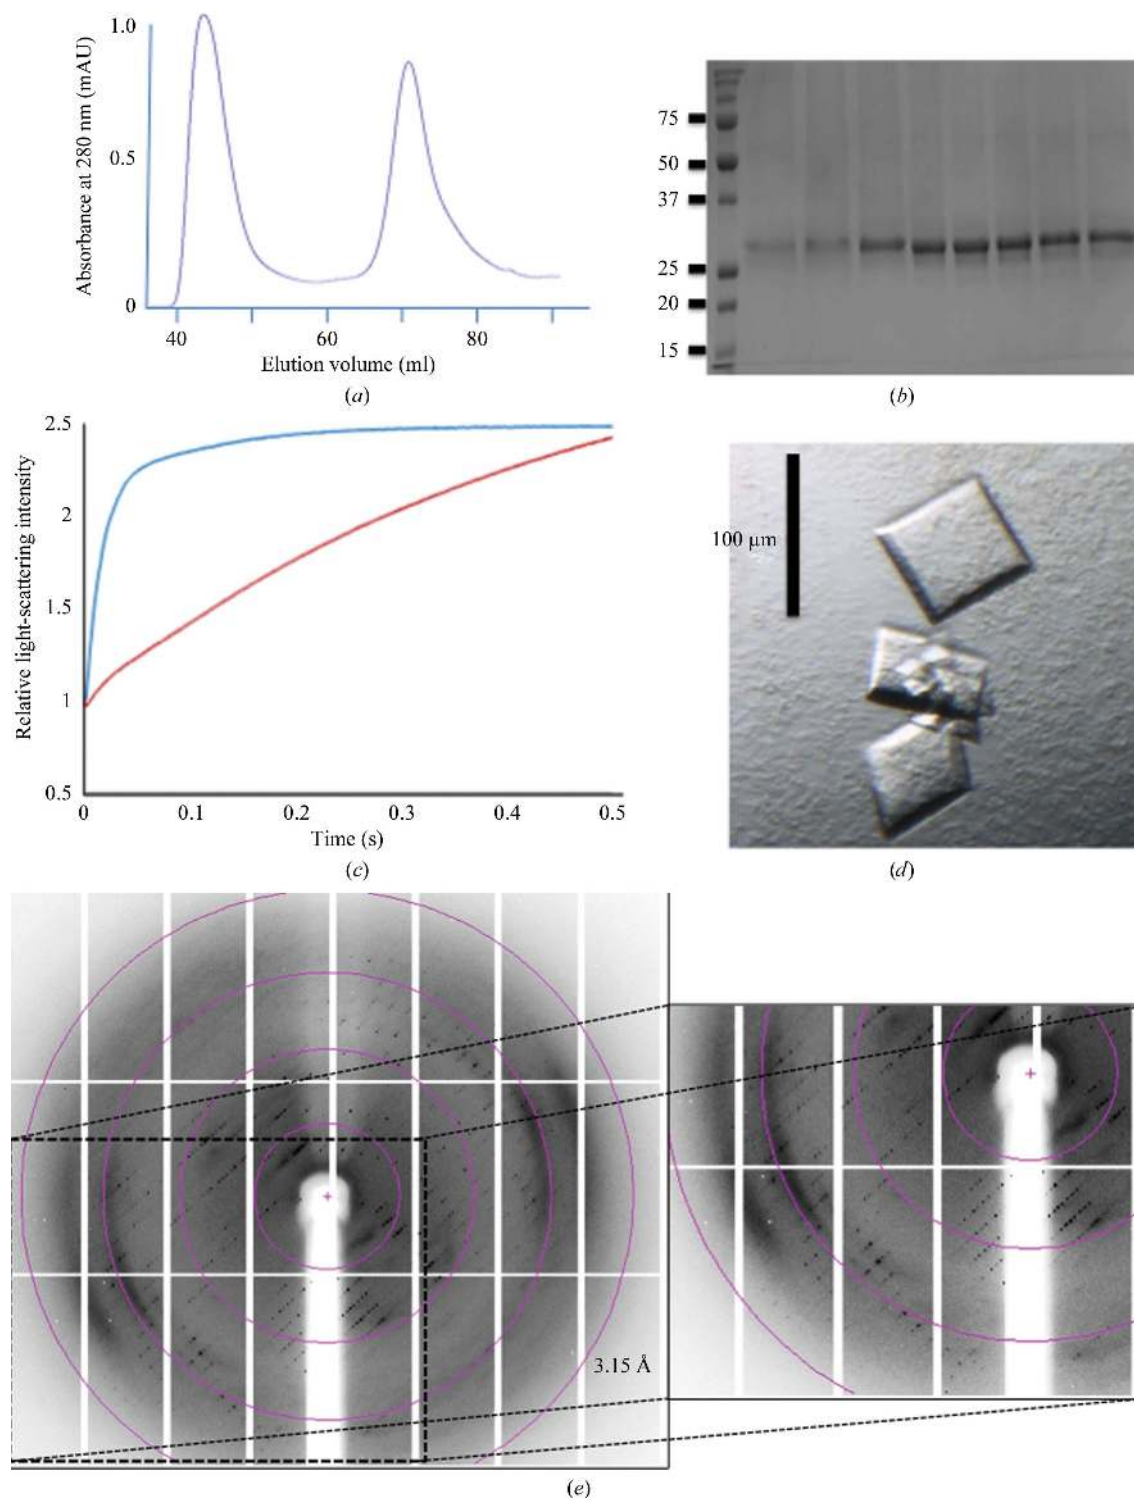 1.0
0.5
0
Absorbance at 280 nm (mAU)
40
60
80
Elution volume (ml)
(a)
75
50
37
25
20
15
(b)
2.5
2
1.5
1
0.5
Relative light-scattering intensity
0
0.1
0.2
0.3
0.4
0.5
Time (s)
(c)
100 µm
(d)
3.15 Å
(e)